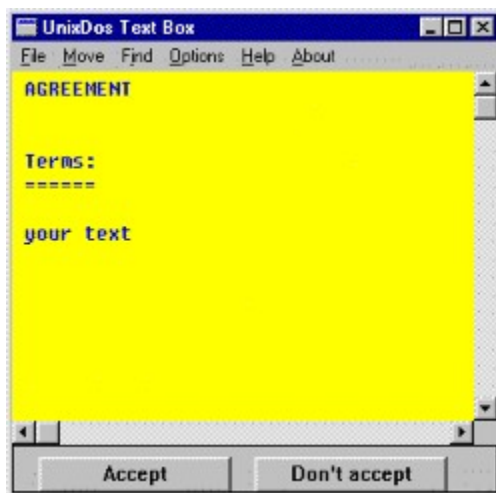 UnixDos Text Box
File Move Find Options Help About
AGREEMENT
Terms:
======
your text
Accept Don't accept